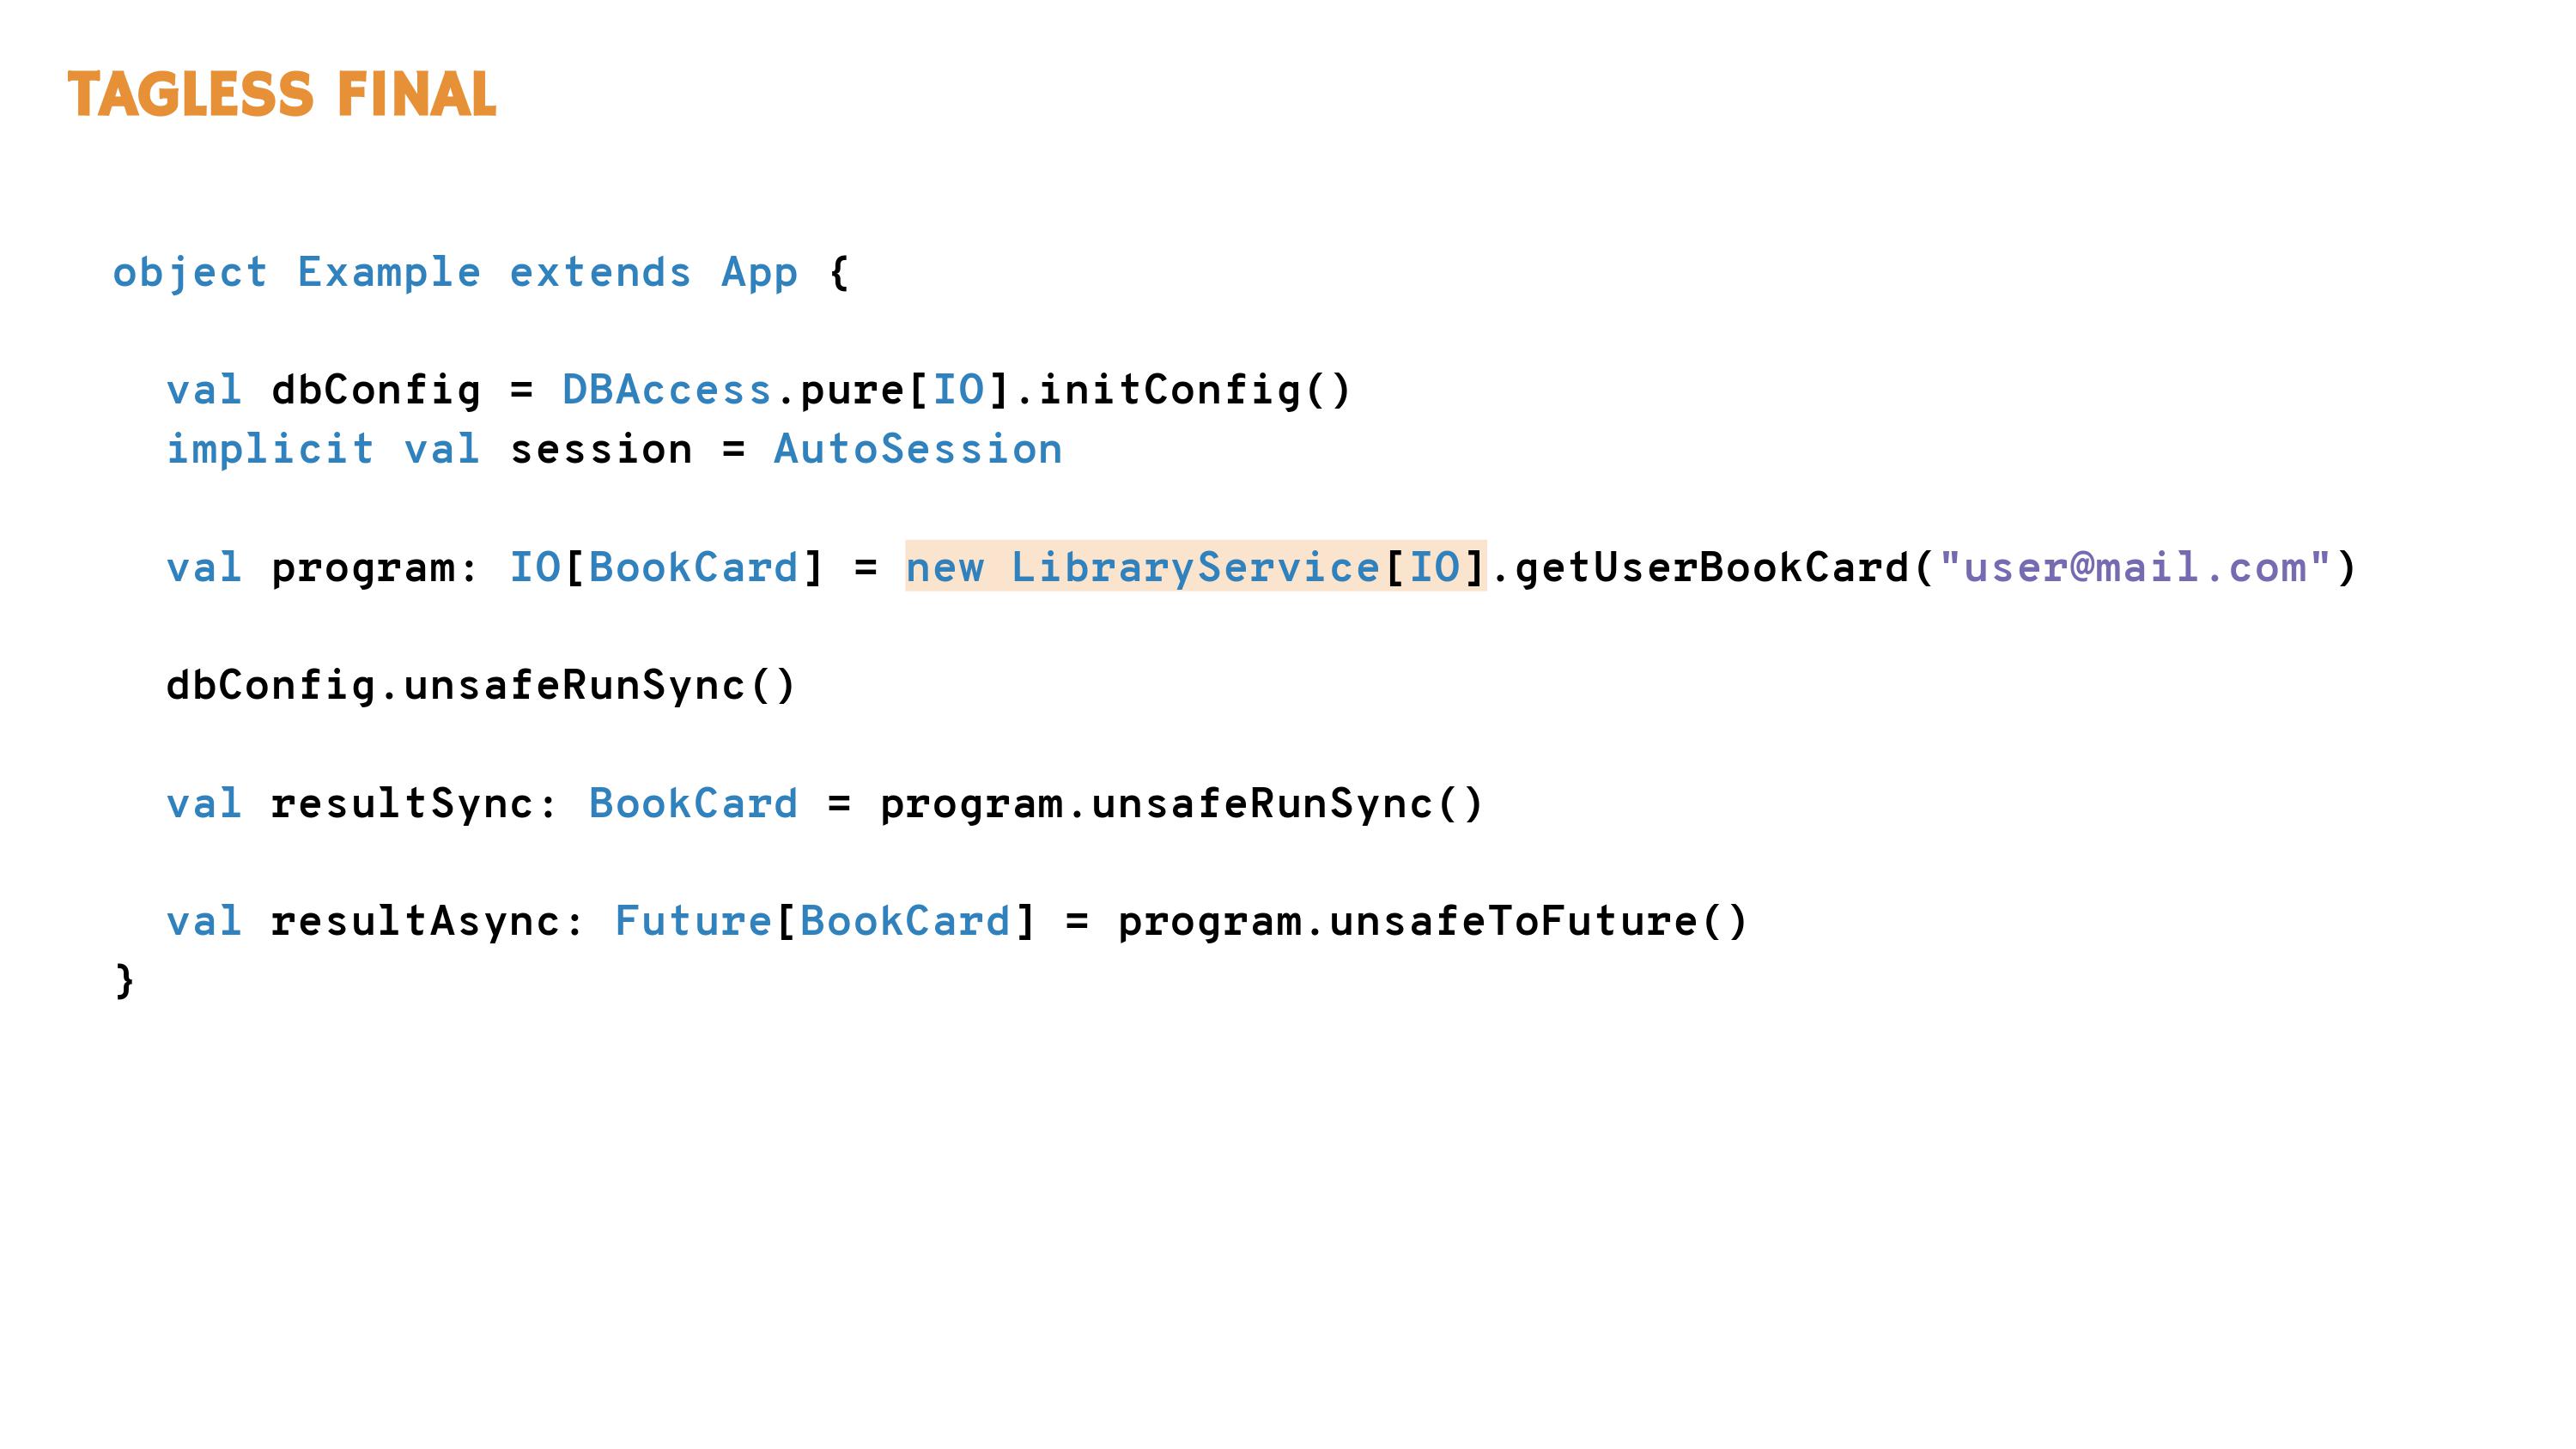 TAGLESS FINAL
object Example extends App {
val dbConfig = DBAccess.pure[IO].initConfig()
implicit val session = AutoSession
val program: IO[BookCard] = new LibraryService[IO].getUserBookCard("user@mail.com")
dbConfig.unsafeRunSync()
val resultSync: BookCard = program.unsafeRunSync()
val resultAsync: Future[BookCard] = program.unsafeToFuture()
}